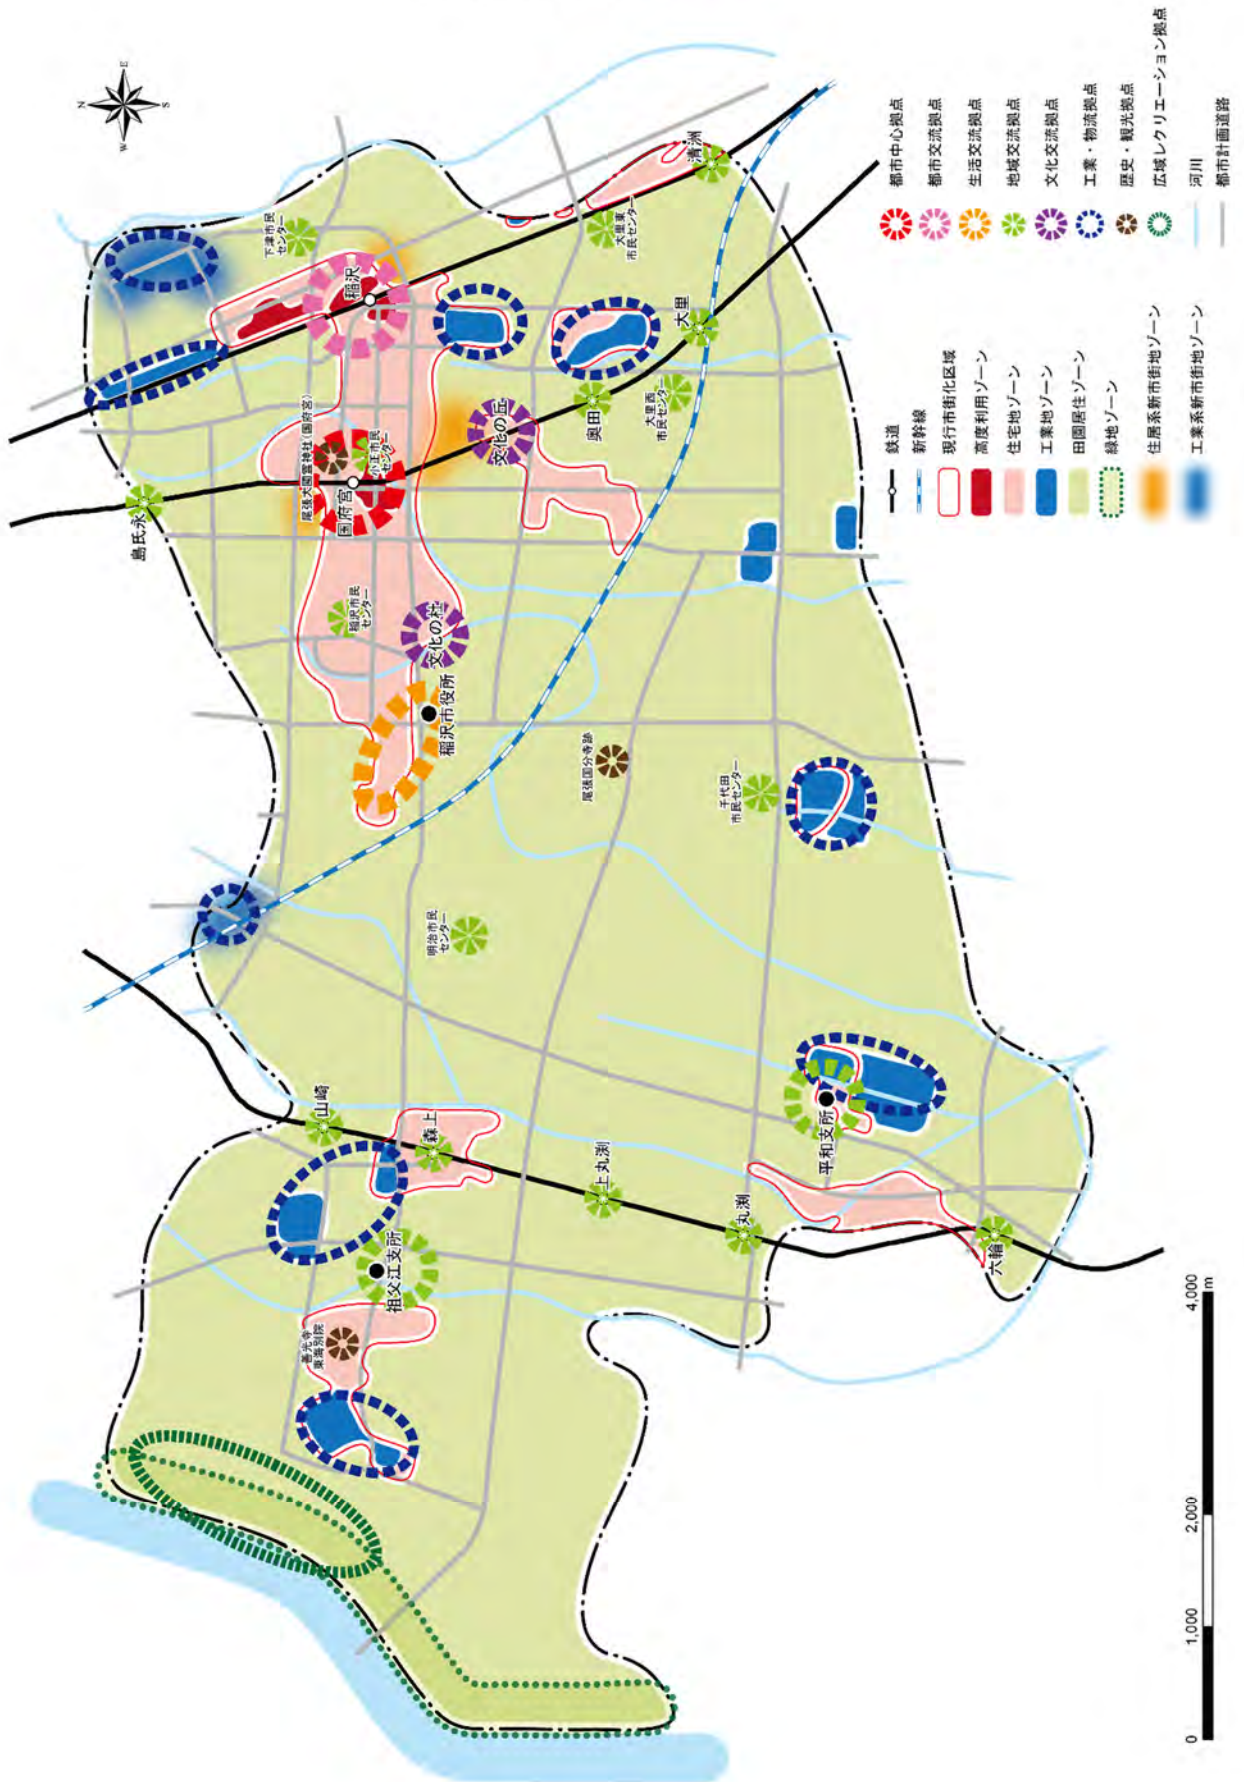 N
E
S
W
下津市民
センター
稲沢
清洲
大里東
市民センター
大里
大里西
市民センター
奥田
文化の丘
尾張大國霊神社(国府宮)
小正市民
センター
国府宮
島氏永
稲沢市民
センター
文化の杜
稲沢市役所
尾張国分寺跡
千代田
市民センター
明治市民
センター
山崎
森上
上丸渕
丸渕
六輪
平和支所
祖父江支所
善光寺
東海別院
鉄道
新幹線
現行市街化区域
高度利用ゾーン
住宅地ゾーン
工業地ゾーン
田園居住ゾーン
緑地ゾーン
住居系新市街地ゾーン
工業系新市街地ゾーン
都市中心拠点
都市交流拠点
生活交流拠点
地域交流拠点
文化交流拠点
工業・物流拠点
歴史・観光拠点
広域レクリエーション拠点
河川
都市計画道路
0 1,000 2,000 4,000
m